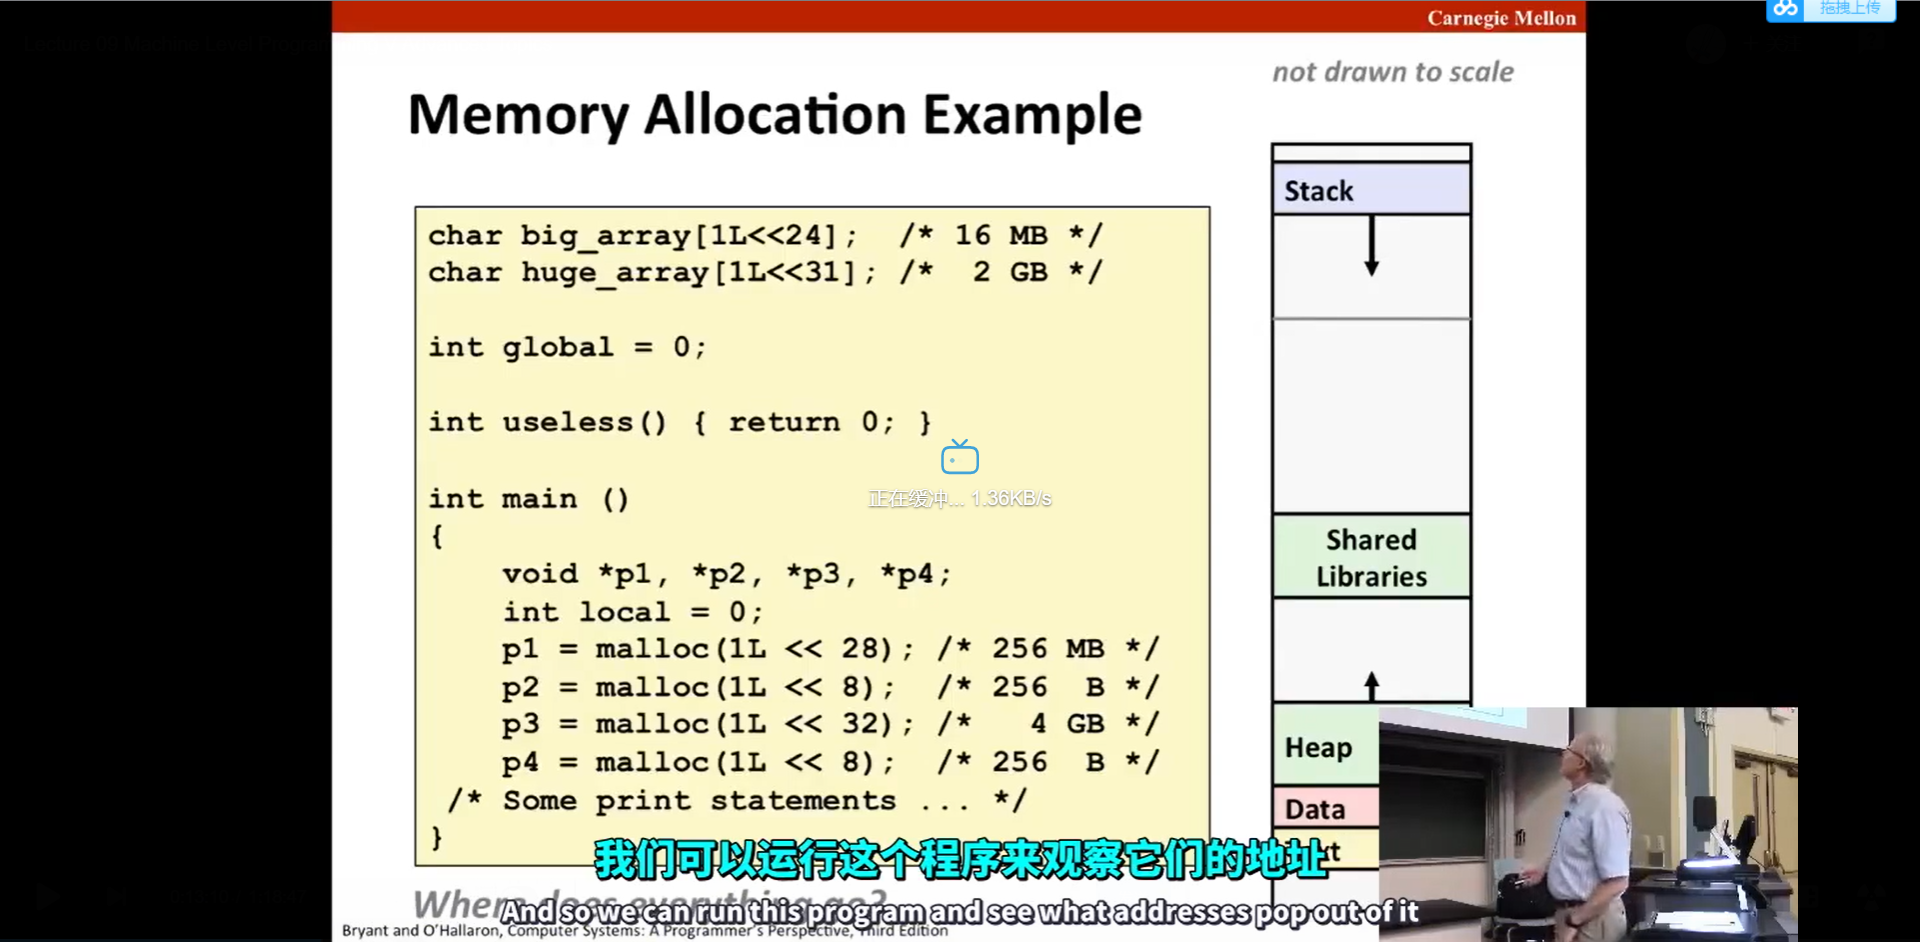 Carnegie Mellon
拖拽上传
not drawn to scale
Memory Allocation Example
char big_array[1L<<24];  /* 16 MB */
char huge_array[1L<<31]; /*  2 GB */
int global = 0;
int useless() { return 0; }
int main ()
{
void *p1, *p2, *p3, *p4;
int local = 0;
p1 = malloc(1L << 28); /* 256 MB */
p2 = malloc(1L << 8);  /* 256  B */
p3 = malloc(1L << 32); /*   4 GB */
p4 = malloc(1L << 8);  /* 256  B */
/* Some print statements ... */
}
正在缓冲... 1.36KB/s
Stack
Shared
Libraries
Heap
Data
我们可以运行这个程序来观察它们的地址
Where does everything go?
And so we can run this program and see what addresses pop out of it
Bryant and O'Hallaron, Computer Systems: A Programmer's Perspective, Third Edition